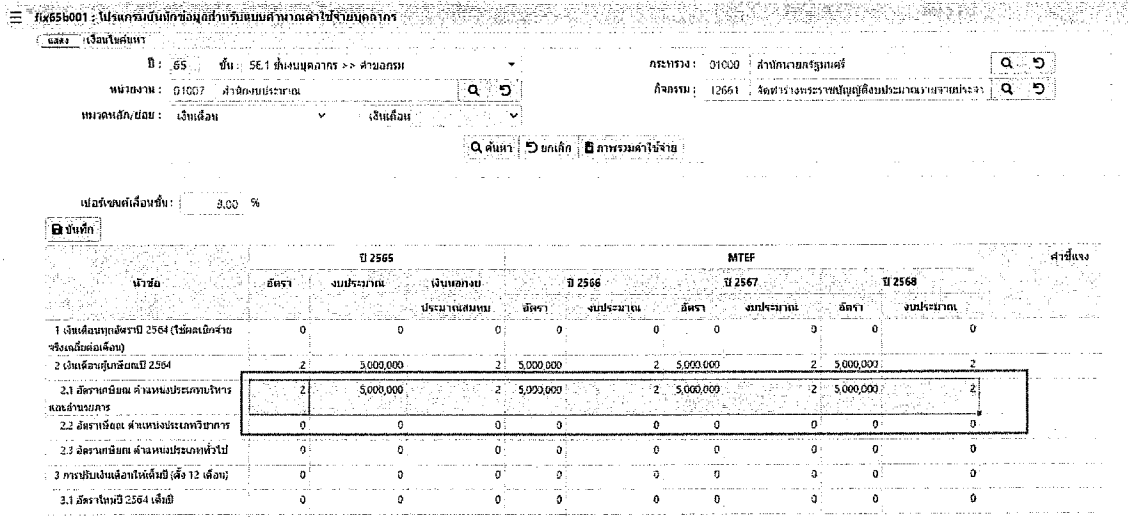 fix65b001 : โปรแกรมบันทึกข้อมูลสำหรับแบบคำนวณค่าใช้จ่ายบุคลากร
แสดง เงื่อนไขค้นหา
ปี : 65 ขั้น : 56.1 ชั้นงบบุคลากร >> คำขอกรม กระทรวง : 01000 สำนักนายกรัฐมนตรี
หน่วยงาน : 01007 สำนักงบประมาณ กิจกรรม : 12661 จัดทำร่างพระราชบัญญัติงบประมาณรายจ่ายประจำ
หมวดหลัก/ย่อย : เงินเดือน เงินเดือน
ค้นหา ยกเลิก ภาพรวมค่าใช้จ่าย
เปอร์เซนต์เลื่อนขั้น : 8.00 %
บันทึก
ปี 2565 MTEF คำชี้แจง
หัวข้อ อัตรา งบประมาณ เงินนอกงบ ปี 2566 ปี 2567 ปี 2568
ประมาณสมทบ อัตรา งบประมาณ อัตรา งบประมาณ อัตรา งบประมาณ
1 เงินเดือนทุกอัตราปี 2564 (ใช้ผลเบิกจ่าย 0 0 0 0 0 0 0 0 0
จริงเฉลี่ยต่อเดือน)
2 เงินเดือนผู้เกษียณปี 2564 2 5,000,000 2 5,000,000 2 5,000,000 2 5,000,000 2
2.1 อัตราเกษียณ ตำแหน่งประเภทบริหาร 2 5,000,000 2 5,000,000 2 5,000,000 2 5,000,000 2
และอำนวยการ
2.2 อัตราเกษียณ ตำแหน่งประเภทวิชาการ 0 0 0 0 0 0 0 0 0
2.3 อัตราเกษียณ ตำแหน่งประเภททั่วไป 0 0 0 0 0 0 0 0 0
3 การปรับเงินเดือนให้เต็มปี (ตั้ง 12 เดือน) 0 0 0 0 0 0 0 0 0
3.1 อัตราใหม่ปี 2564 เต็มปี 0 0 0 0 0 0 0 0 0